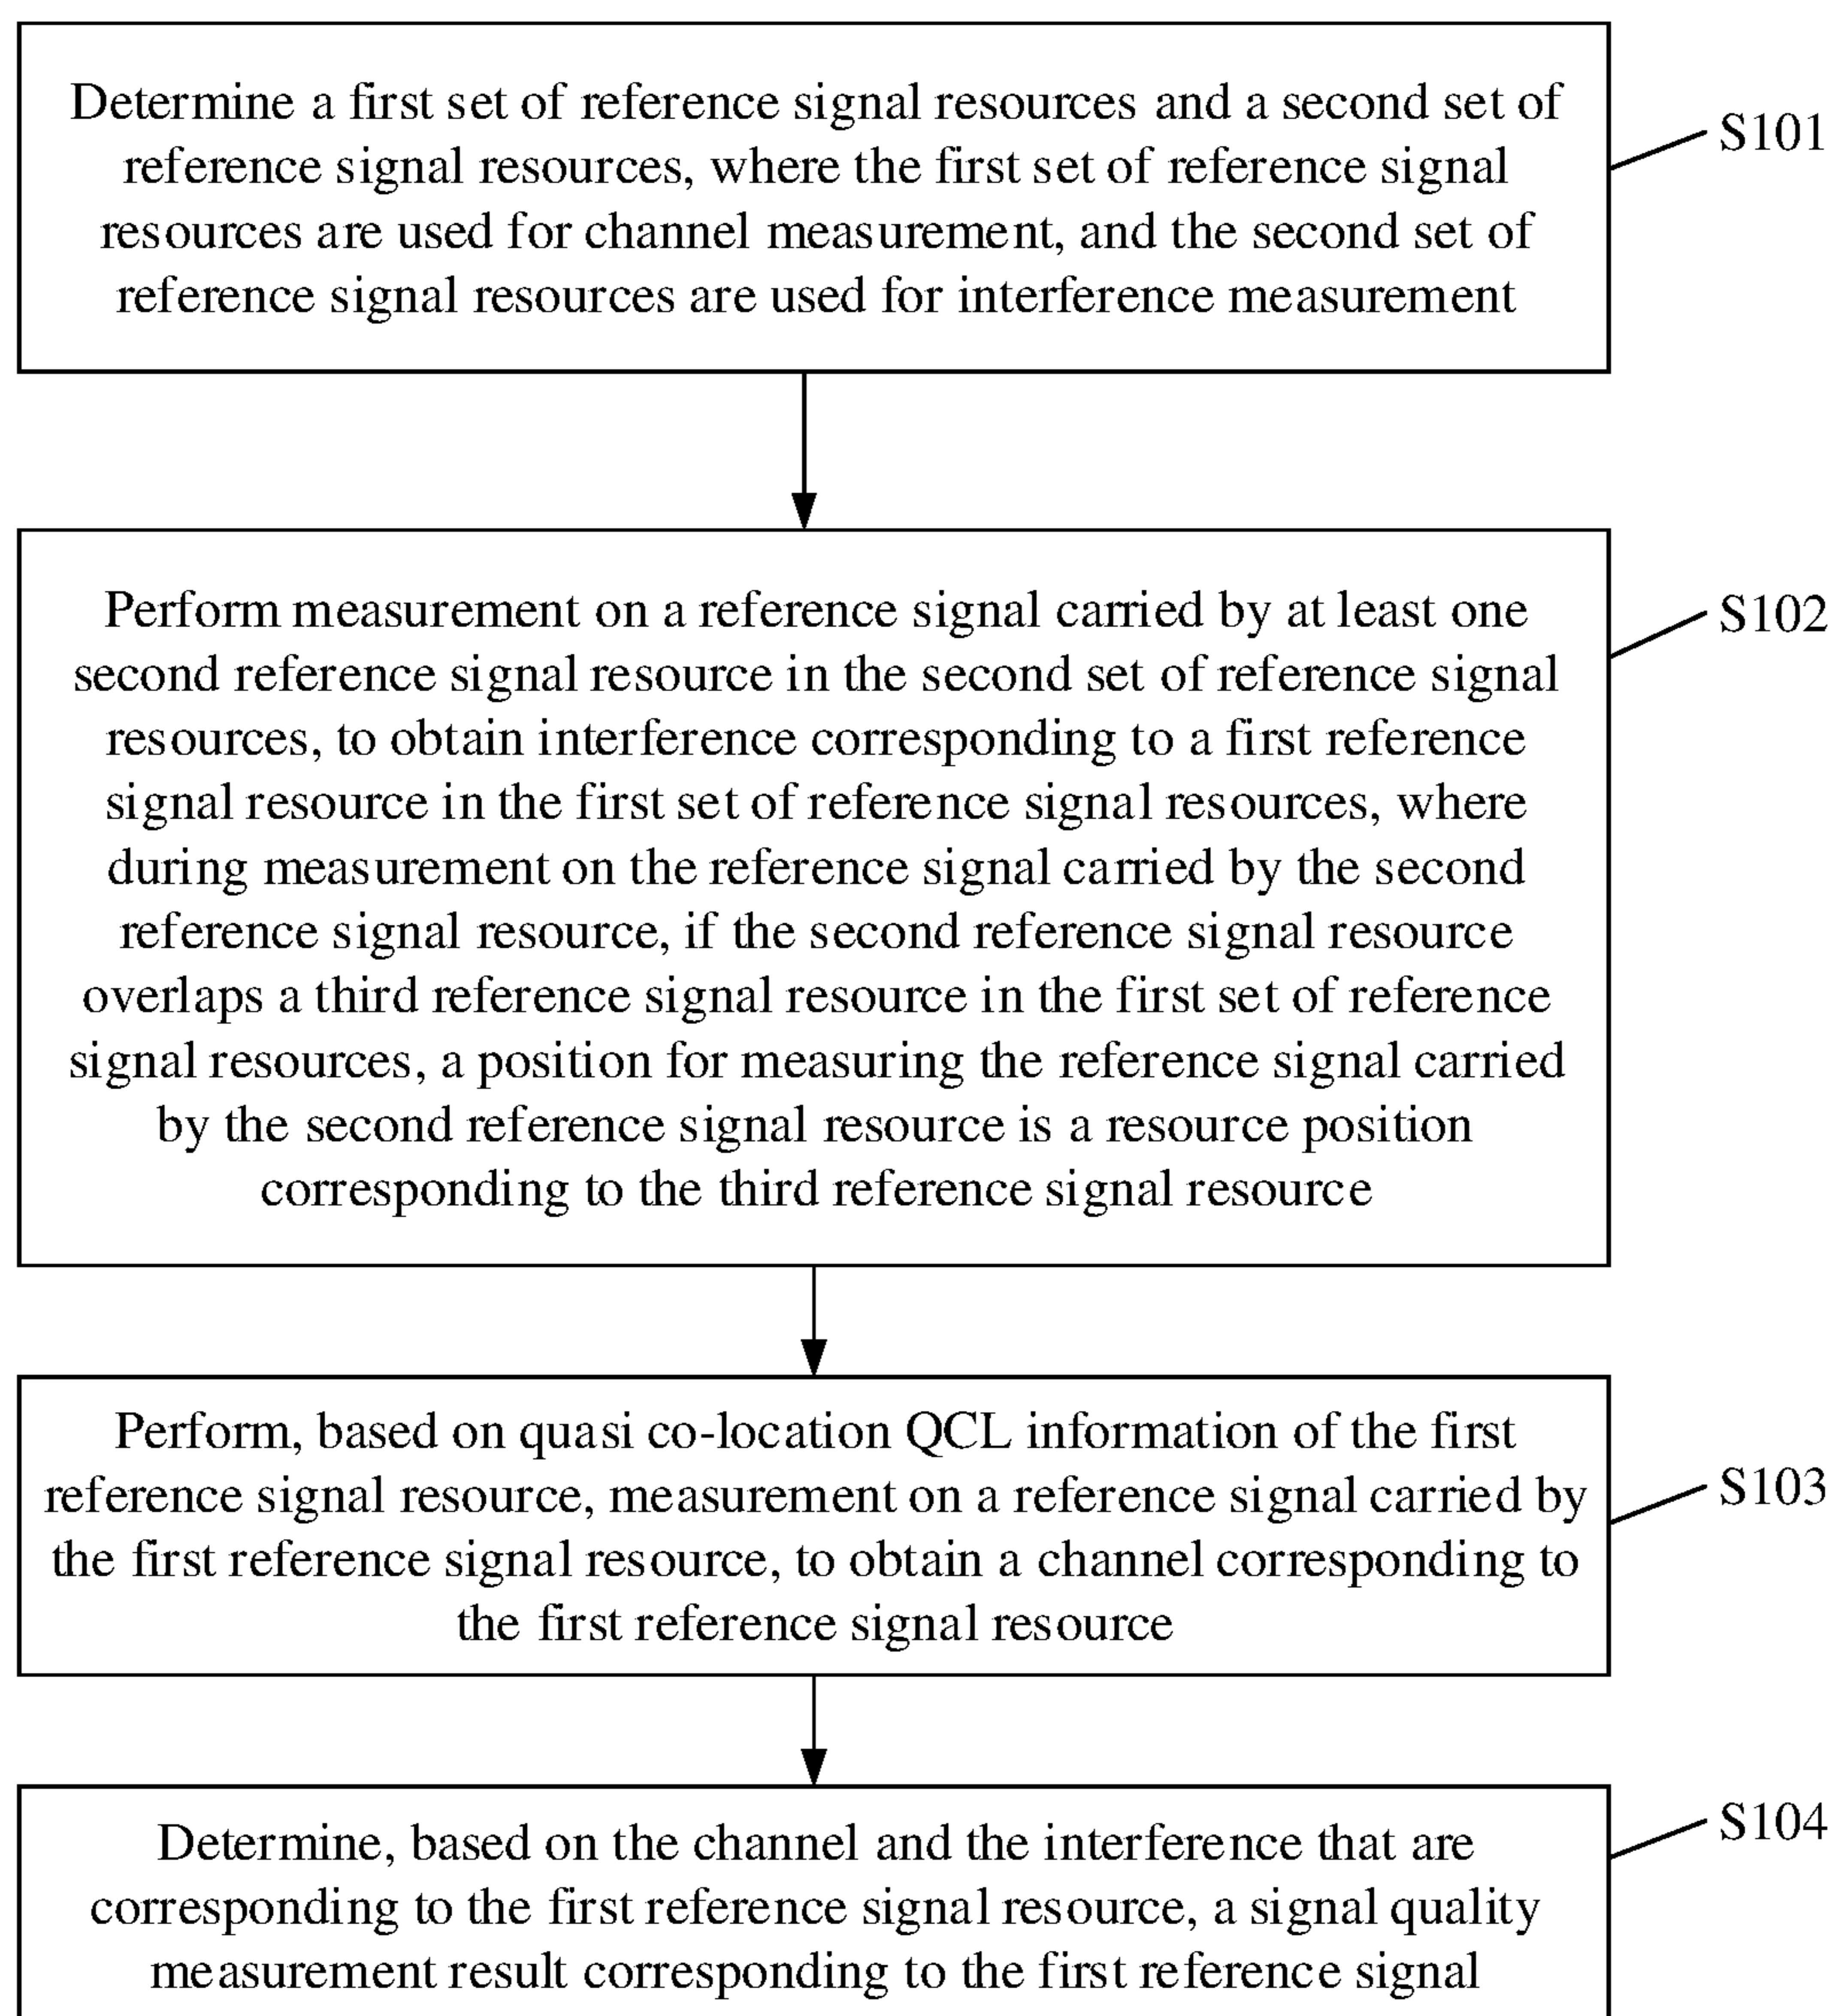 Determine a first set of reference signal resources and a second set of
reference signal resources, where the first set of reference signal
resources are used for channel measurement, and the second set of
reference signal resources are used for interference measurement
S101
Perform measurement on a reference signal carried by at least one
second reference signal resource in the second set of reference signal
resources, to obtain interference corresponding to a first reference
signal resource in the first set of reference signal resources, where
during measurement on the reference signal carried by the second
reference signal resource, if the second reference signal resource
overlaps a third reference signal resource in the first set of reference
signal resources, a position for measuring the reference signal carried
by the second reference signal resource is a resource position
corresponding to the third reference signal resource
S102
Perform, based on quasi co-location QCL information of the first
reference signal resource, measurement on a reference signal carried by
the first reference signal resource, to obtain a channel corresponding to
the first reference signal resource
S103
Determine, based on the channel and the interference that are
corresponding to the first reference signal resource, a signal quality
measurement result corresponding to the first reference signal
S104